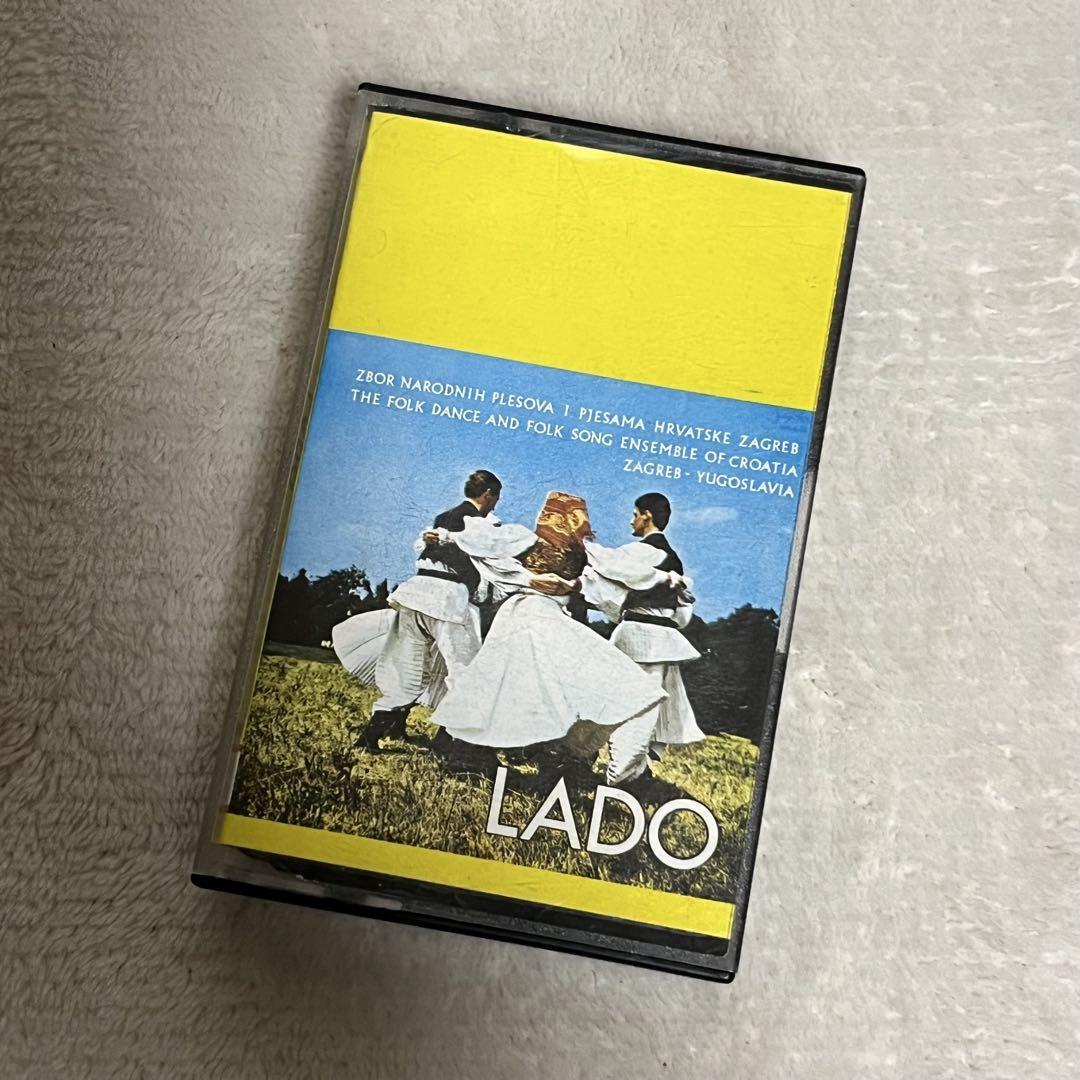 ZBOR NARODNIH PLESOVA I PJESAMA HRVATSKE ZAGREB
THE FOLK DANCE AND FOLK SONG ENSEMBLE OF CROATIA
ZAGREB - YUGOSLAVIA
LADO